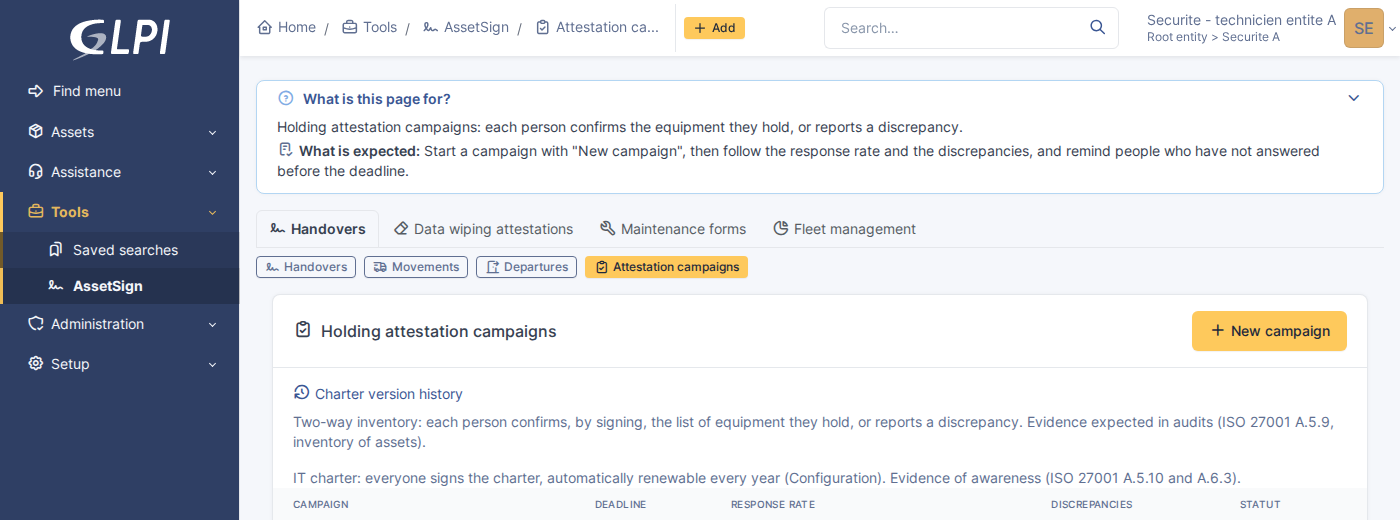 GLPI
Home / Tools / AssetSign / Attestation ca... + Add
Search...
Securite - technicien entite A
Root entity > Securite A
SE
Find menu
Assets
Assistance
Tools
Saved searches
AssetSign
Administration
Setup
What is this page for?
Holding attestation campaigns: each person confirms the equipment they hold, or reports a discrepancy.
What is expected: Start a campaign with "New campaign", then follow the response rate and the discrepancies, and remind people who have not answered
before the deadline.
Handovers Data wiping attestations Maintenance forms Fleet management
Handovers Movements Departures Attestation campaigns
Holding attestation campaigns
+ New campaign
Charter version history
Two-way inventory: each person confirms, by signing, the list of equipment they hold, or reports a discrepancy. Evidence expected in audits (ISO 27001 A.5.9,
inventory of assets).
IT charter: everyone signs the charter, automatically renewable every year (Configuration). Evidence of awareness (ISO 27001 A.5.10 and A.6.3).
CAMPAIGN DEADLINE RESPONSE RATE DISCREPANCIES STATUT